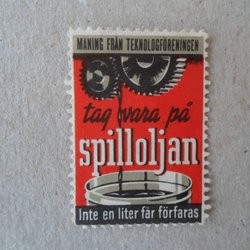 MANING FRÅN TEKNOLOGFÖRENINGEN
tag vara på
spilloljan
Inte en liter får förfaras